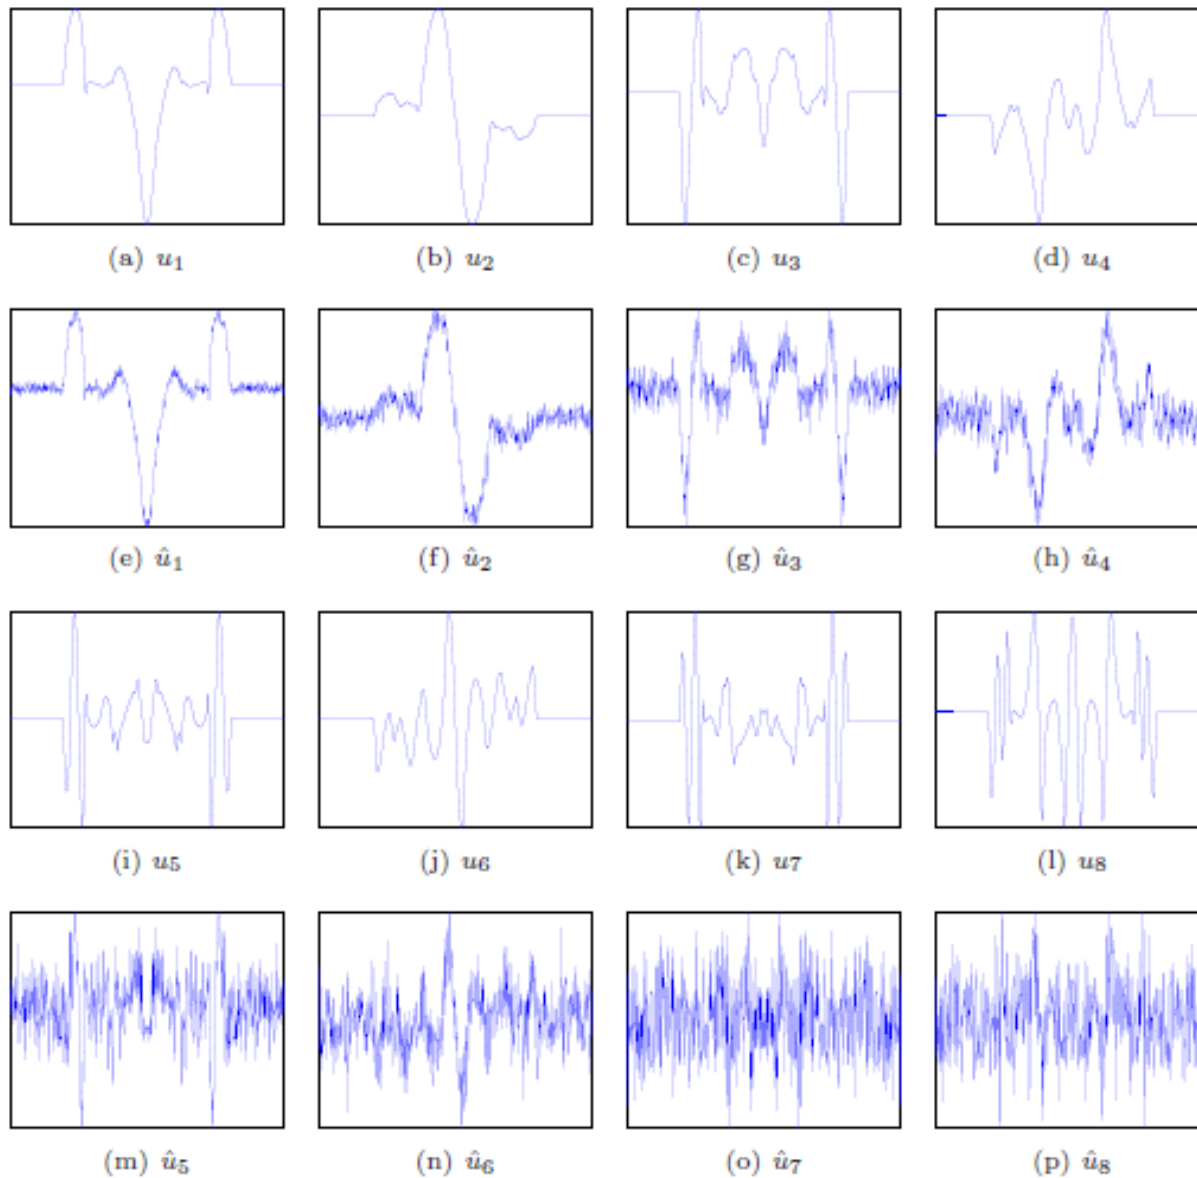 (a) u₁ (b) u₂ (c) u₃ (d) u₄
(e) û₁ (f) û₂ (g) û₃ (h) û₄
(i) u₅ (j) u₆ (k) u₇ (l) u₈
(m) û₅ (n) û₆ (o) û₇ (p) û₈